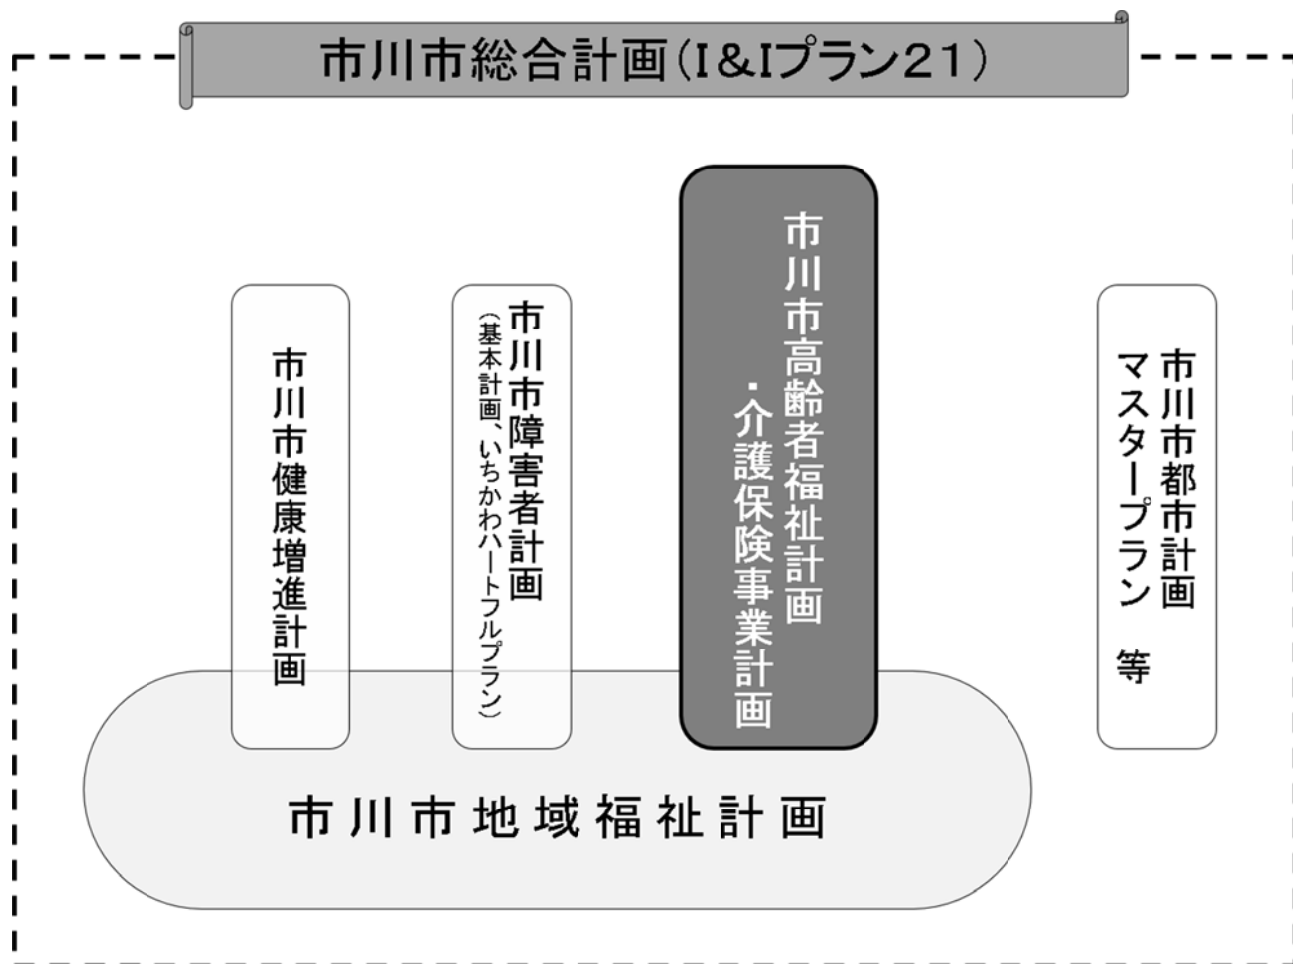 市川市総合計画(I&Iプラン21)
市川市健康増進計画
市川市障害者計画
(基本計画、いちかわハートフルプラン)
市川市高齢者福祉計画
・介護保険事業計画
市川市都市計画
マスタープラン 等
市川市地域福祉計画